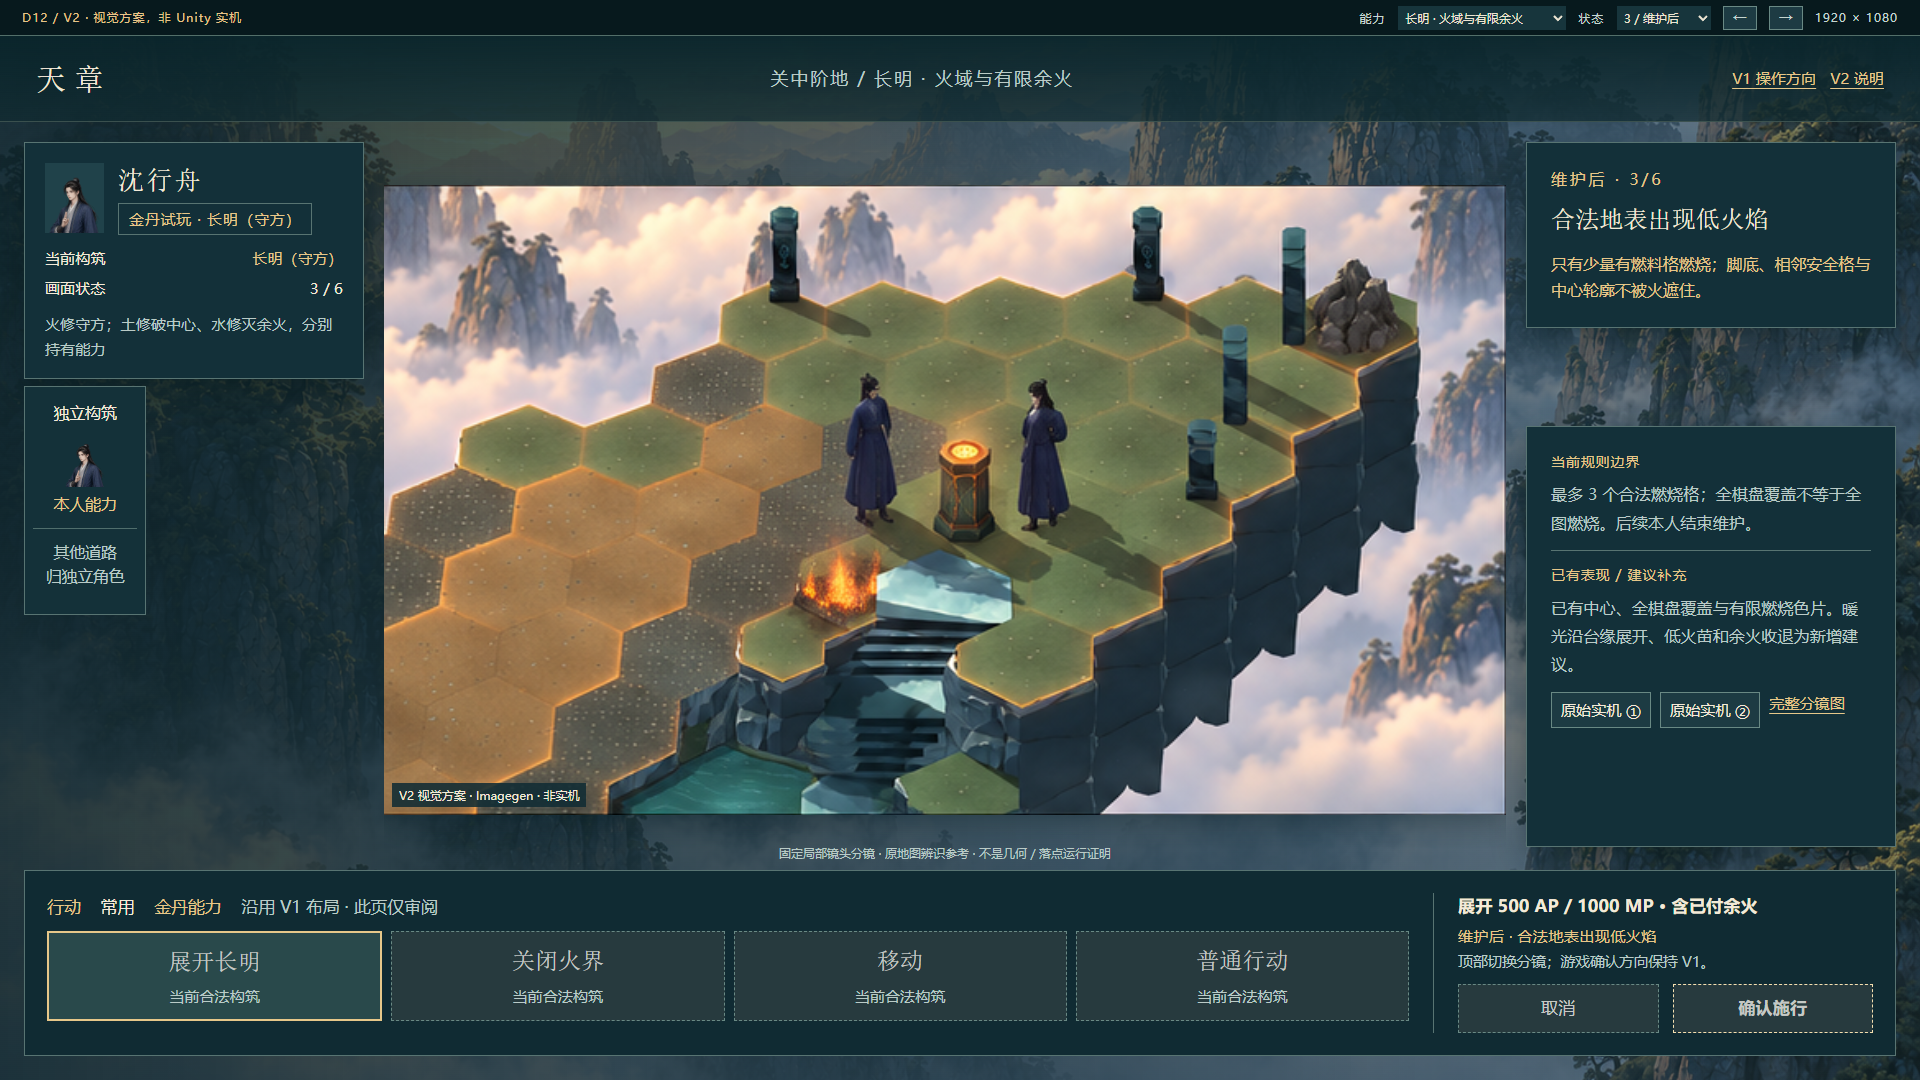 D12 / V2 · 视觉方案，非 Unity 实机
能力 长明 · 火域与有限余火 状态 3 / 维护后 ← → 1920 × 1080
天章
关中阶地 / 长明 · 火域与有限余火
V1 操作方向 V2 说明
沈行舟
金丹试玩 · 长明（守方）
当前构筑 长明（守方）
画面状态 3 / 6
火修守方；土修破中心、水修灭余火，分别
持有能力
独立构筑
本人能力
其他道路
归独立角色
V2 视觉方案 · Imagegen · 非实机
固定局部镜头分镜 · 原地图辨识参考 · 不是几何 / 落点运行证明
维护后 · 3/6
合法地表出现低火焰
只有少量有燃料格燃烧；脚底、相邻安全格与
中心轮廓不被火遮住。
当前规则边界
最多 3 个合法燃烧格；全棋盘覆盖不等于全
图燃烧。后续本人结束维护。
已有表现 / 建议补充
已有中心、全棋盘覆盖与有限燃烧色片。暖
光沿台缘展开、低火苗和余火收退为新增建
议。
原始实机 ① 原始实机 ② 完整分镜图
行动 常用 金丹能力 沿用 V1 布局 · 此页仅审阅
展开长明
当前合法构筑
关闭火界
当前合法构筑
移动
当前合法构筑
普通行动
当前合法构筑
展开 500 AP / 1000 MP • 含已付余火
维护后 · 合法地表出现低火焰
顶部切换分镜；游戏确认方向保持 V1。
取消 确认施行